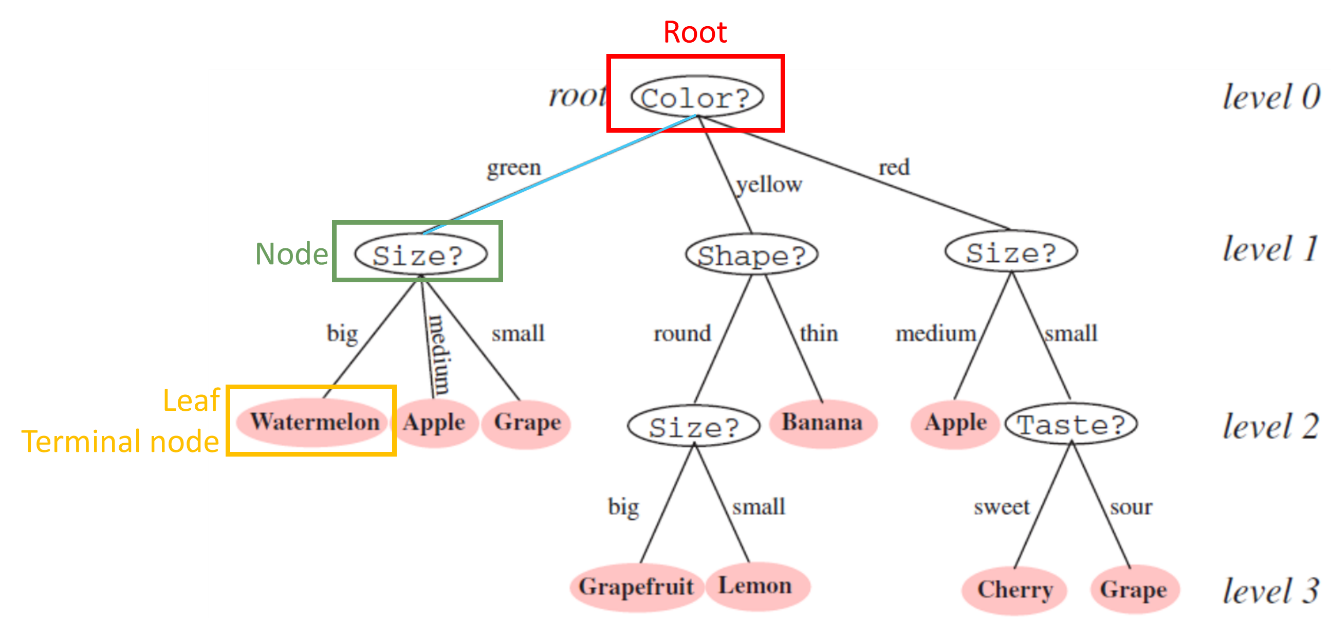 Root
root
Color?
level 0
green
yellow
red
Node
Size?
Shape?
Size?
level 1
big
medium
small
round
thin
medium
small
Leaf
Terminal node
Watermelon
Apple
Grape
Size?
Banana
Apple
Taste?
level 2
big
small
sweet
sour
Grapefruit
Lemon
Cherry
Grape
level 3